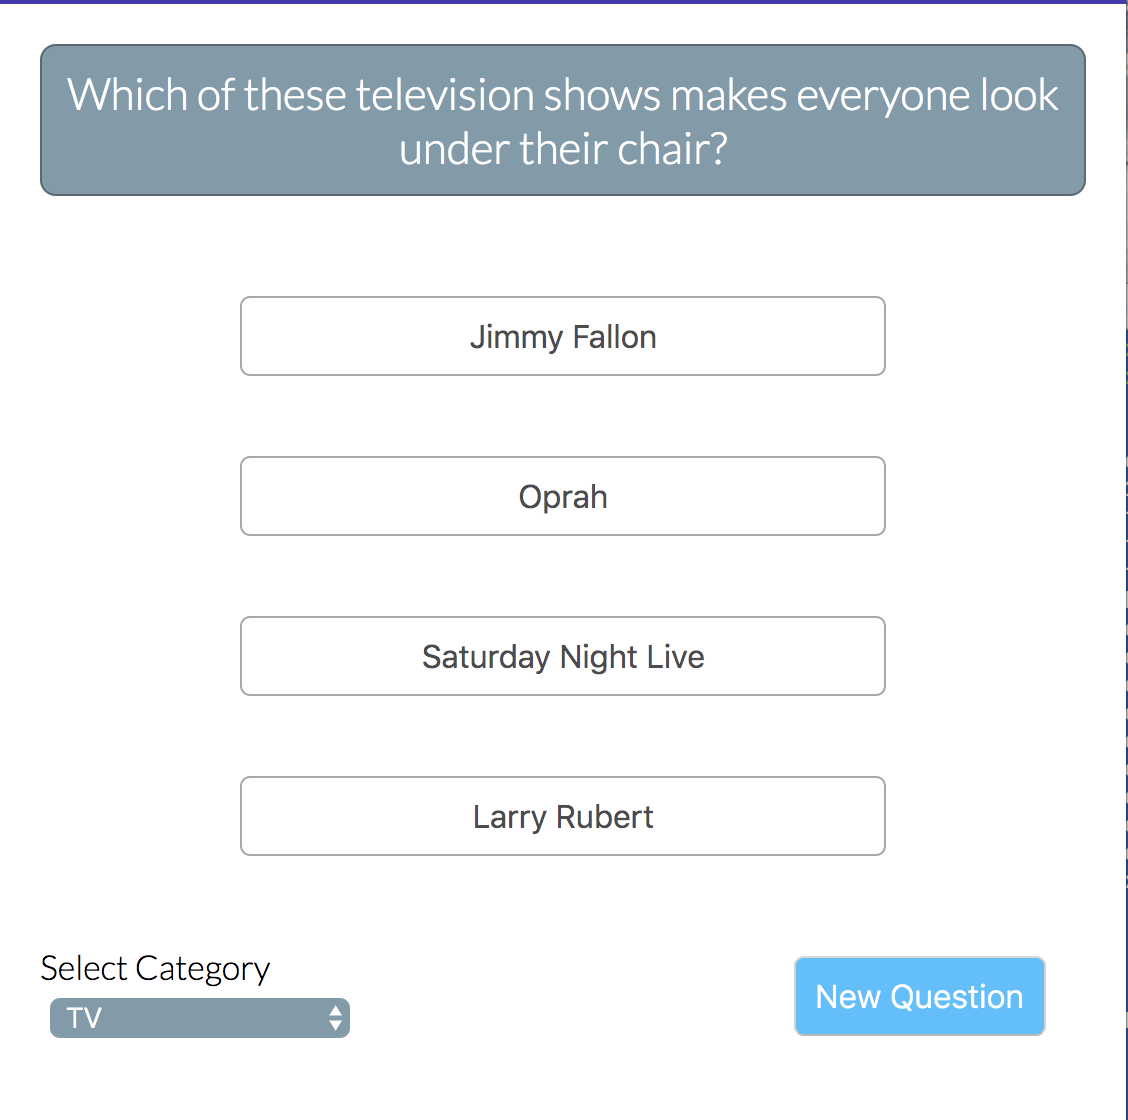 Which of these television shows makes everyone look
under their chair?
Jimmy Fallon
Oprah
Saturday Night Live
Larry Rubert
Select Category
TV
New Question